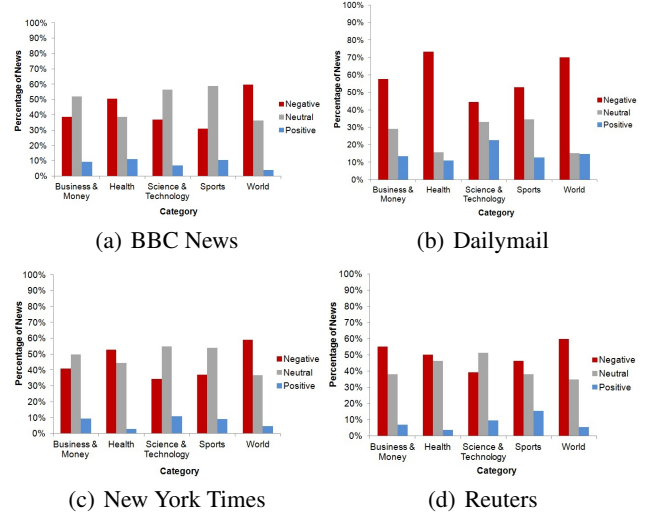 100%
90%
80%
70%
60%
50%
40%
30%
20%
10%
0%
Percentage of News
Business & Money
Health
Science & Technology
Sports
World
Category
Negative
Neutral
Positive
(a) BBC News
100%
90%
80%
70%
60%
50%
40%
30%
20%
10%
0%
Percentage of News
Business & Money
Health
Science & Technology
Sports
World
Category
Negative
Neutral
Positive
(b) Dailymail
100%
90%
80%
70%
60%
50%
40%
30%
20%
10%
0%
Percentage of News
Business & Money
Health
Science & Technology
Sports
World
Category
Negative
Neutral
Positive
(c) New York Times
100%
90%
80%
70%
60%
50%
40%
30%
20%
10%
0%
Percentage of News
Business & Money
Health
Science & Technology
Sports
World
Category
Negative
Neutral
Positive
(d) Reuters